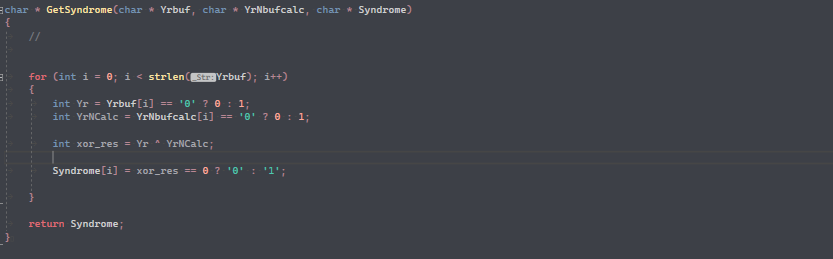 char * GetSyndrome(char * Yrbuf, char * YrNbufcalc, char * Syndrome)
{
//
for (int i = 0; i < strlen(_Str:Yrbuf); i++)
{
int Yr = Yrbuf[i] == '0' ? 0 : 1;
int YrNCalc = YrNbufcalc[i] == '0' ? 0 : 1;
int xor_res = Yr ^ YrNCalc;
Syndrome[i] = xor_res == 0 ? '0' : '1';
}
return Syndrome;
}